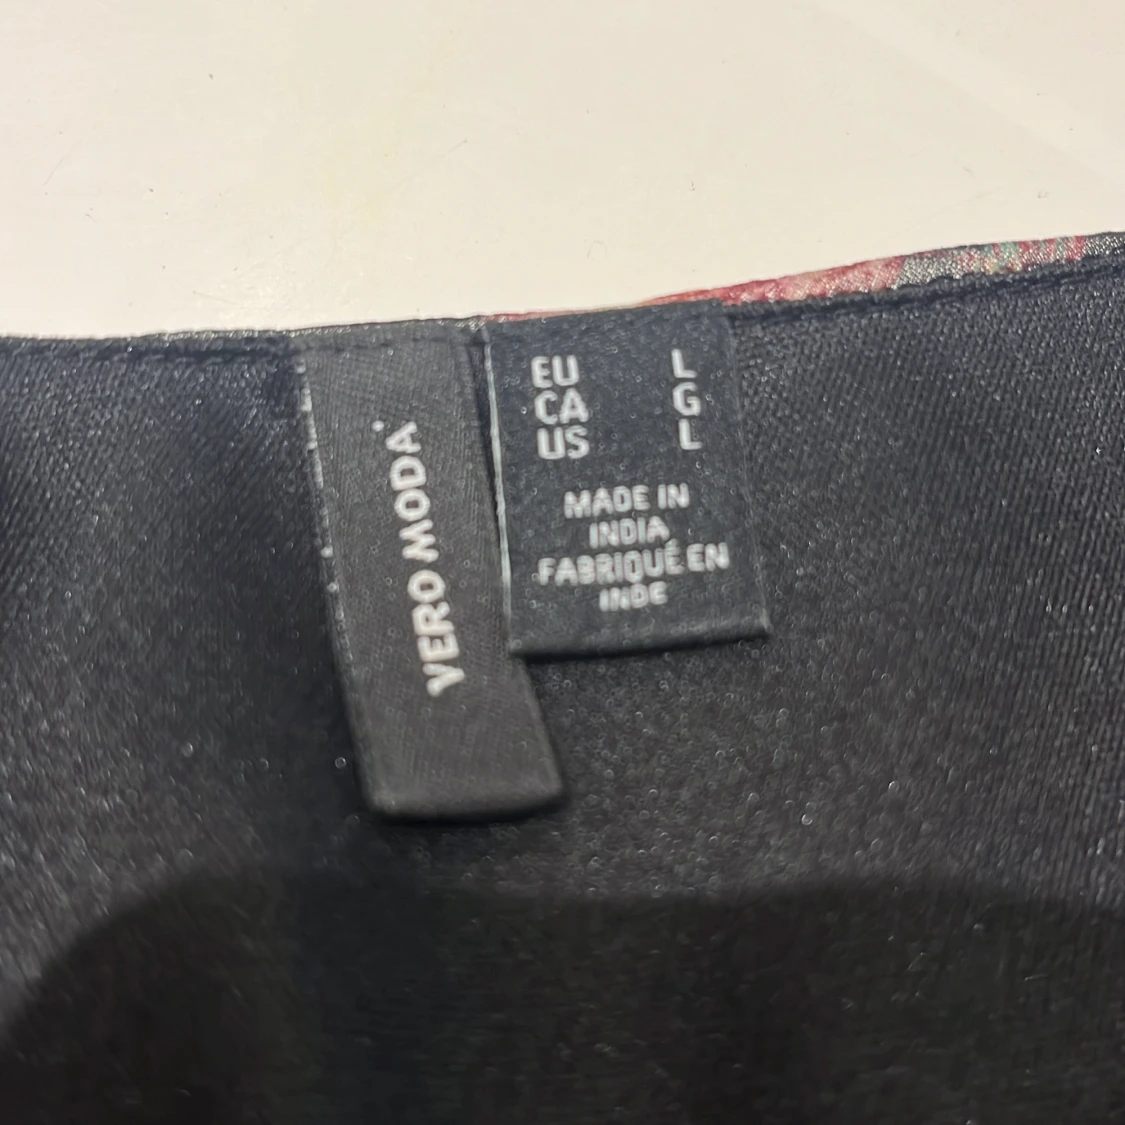 VERO MODA
EU L
CA G
US L
MADE IN
INDIA
FABRIQUÉ EN
INDE